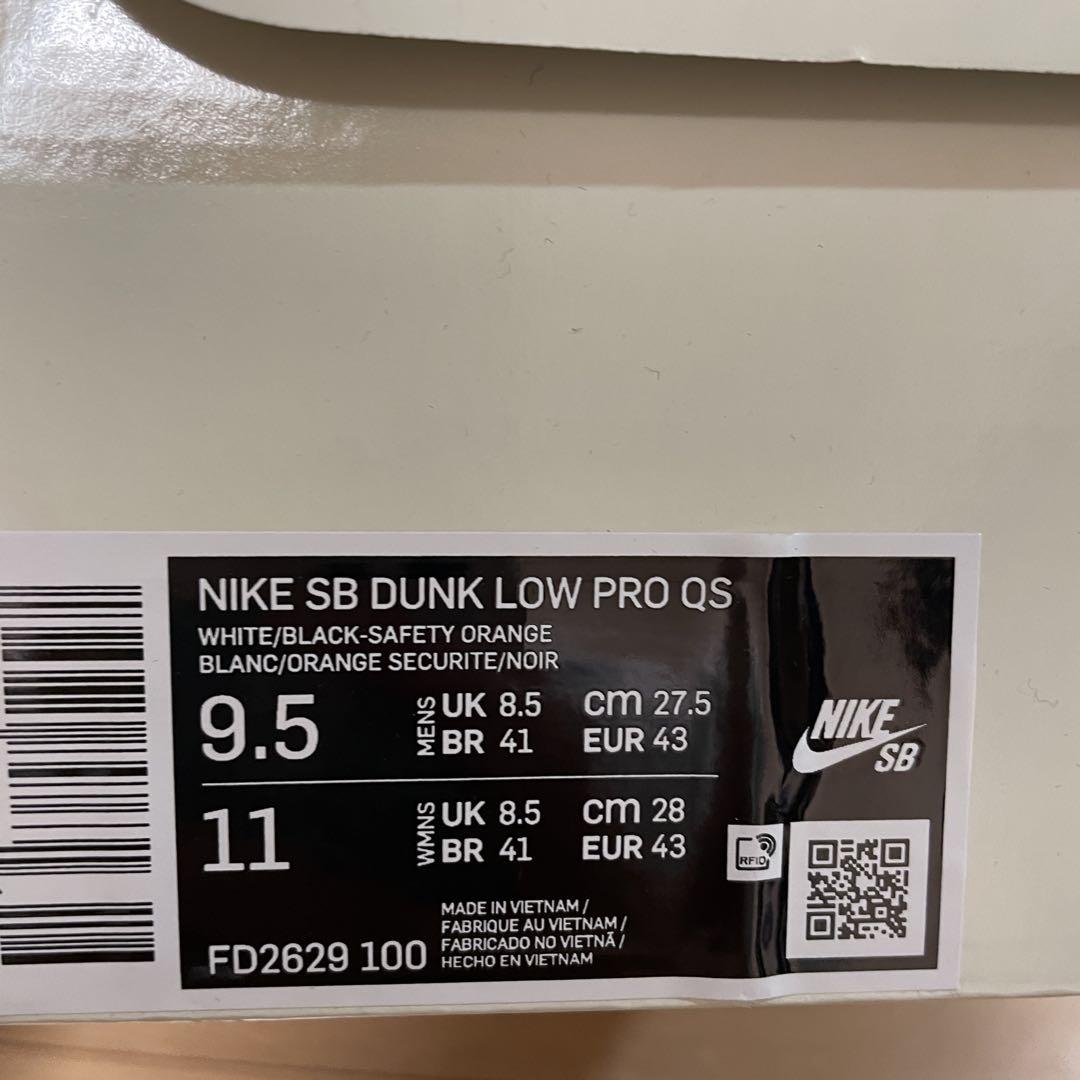 NIKE SB DUNK LOW PRO QS
WHITE/BLACK-SAFETY ORANGE
BLANC/ORANGE SECURITE/NOIR
9.5 MENS UK 8.5 cm 27.5
BR 41 EUR 43
11 WMNS UK 8.5 cm 28
BR 41 EUR 43
NIKE
SB
RFID
MADE IN VIETNAM /
FABRIQUE AU VIETNAM /
FABRICADO NO VIETNÃ /
HECHO EN VIETNAM
FD2629 100